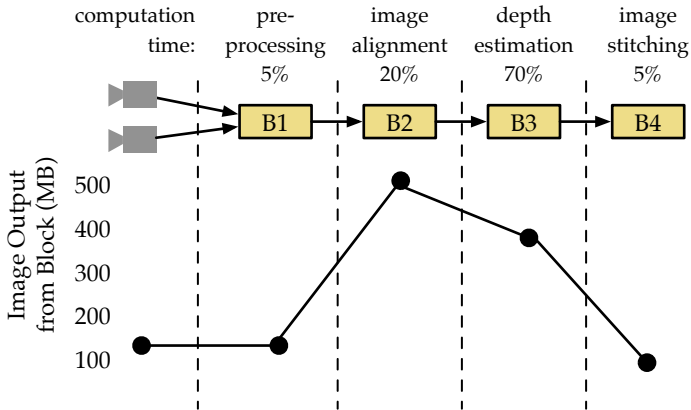 computation time:
pre-processing 5%
image alignment 20%
depth estimation 70%
image stitching 5%
B1
B2
B3
B4
Image Output
from Block (MB)
500
400
300
200
100